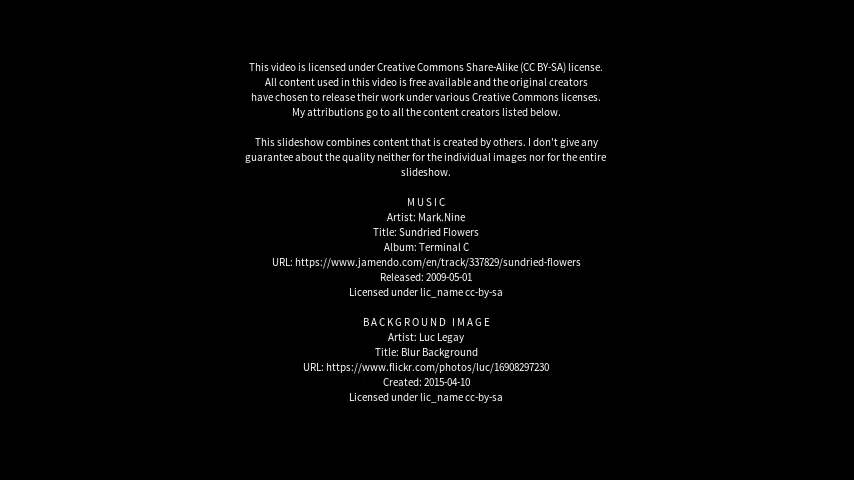 This video is licensed under Creative Commons Share-Alike (CC BY-SA) license.
All content used in this video is free available and the original creators
have chosen to release their work under various Creative Commons licenses.
My attributions go to all the content creators listed below.
This slideshow combines content that is created by others. I don't give any
guarantee about the quality neither for the individual images nor for the entire
slideshow.
MUSIC
Artist: Mark.Nine
Title: Sundried Flowers
Album: Terminal C
URL: https://www.jamendo.com/en/track/337829/sundried-flowers
Released: 2009-05-01
Licensed under lic_name cc-by-sa
BACKGROUND IMAGE
Artist: Luc Legay
Title: Blur Background
URL: https://www.flickr.com/photos/luc/16908297230
Created: 2015-04-10
Licensed under lic_name cc-by-sa